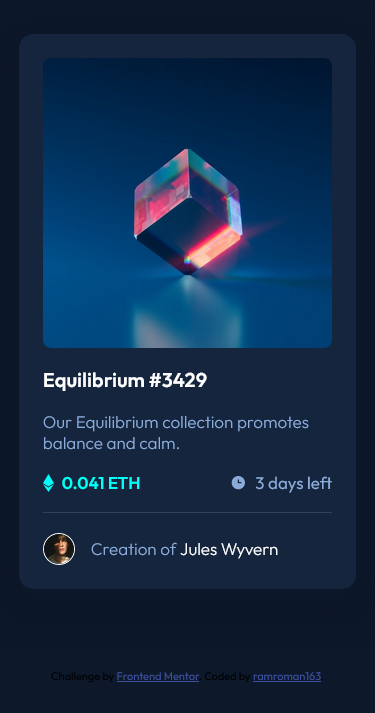 Equilibrium #3429
Our Equilibrium collection promotes
balance and calm.
0.041 ETH 3 days left
Creation of Jules Wyvern
Challenge by Frontend Mentor. Coded by ramroman163